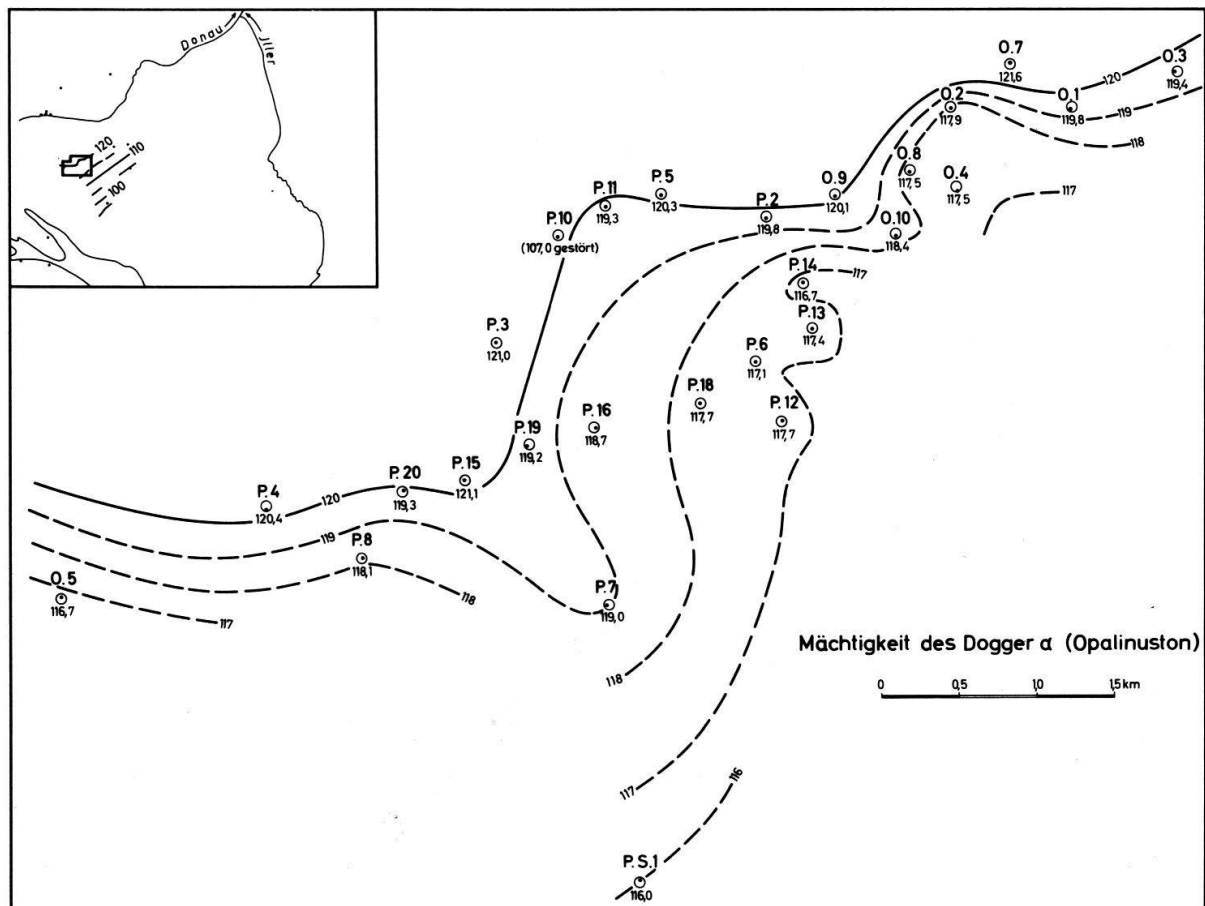 Donau
Iller
120
110
100
O.7
121,6
O.3
119,4
120
O.2
117,9
O.1
119,8
119
118
O.8
117,5
O.4
117,5
117
P.11
119,3
P.5
120,3
P.2
119,8
O.9
120,1
P.10
(107,0 gestört)
O.10
118,4
P.14
116,7
117
P.13
117,4
P.3
121,0
P.6
117,1
P.18
117,7
P.12
117,7
P.16
118,7
P.19
119,2
P.15
121,1
P.20
119,3
P.4
120,4
120
119
P.8
118,1
118
O.5
116,7
117
P.7
119,0
118
Mächtigkeit des Dogger α (Opalinuston)
0 0,5 1,0 1,5 km
117
116
P.S.1
116,0